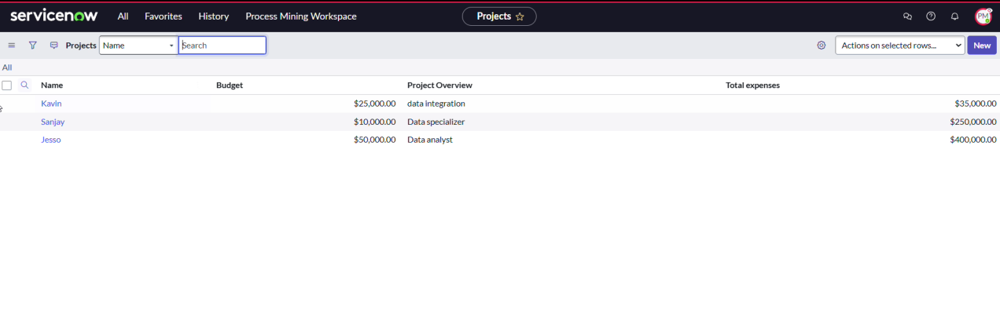 servicenow All Favorites History Process Mining Workspace Projects PM
Projects Name Search Actions on selected rows... New
All
Name Budget Project Overview Total expenses
Kavin $25,000.00 data integration $35,000.00
Sanjay $10,000.00 Data specializer $250,000.00
Jesso $50,000.00 Data analyst $400,000.00